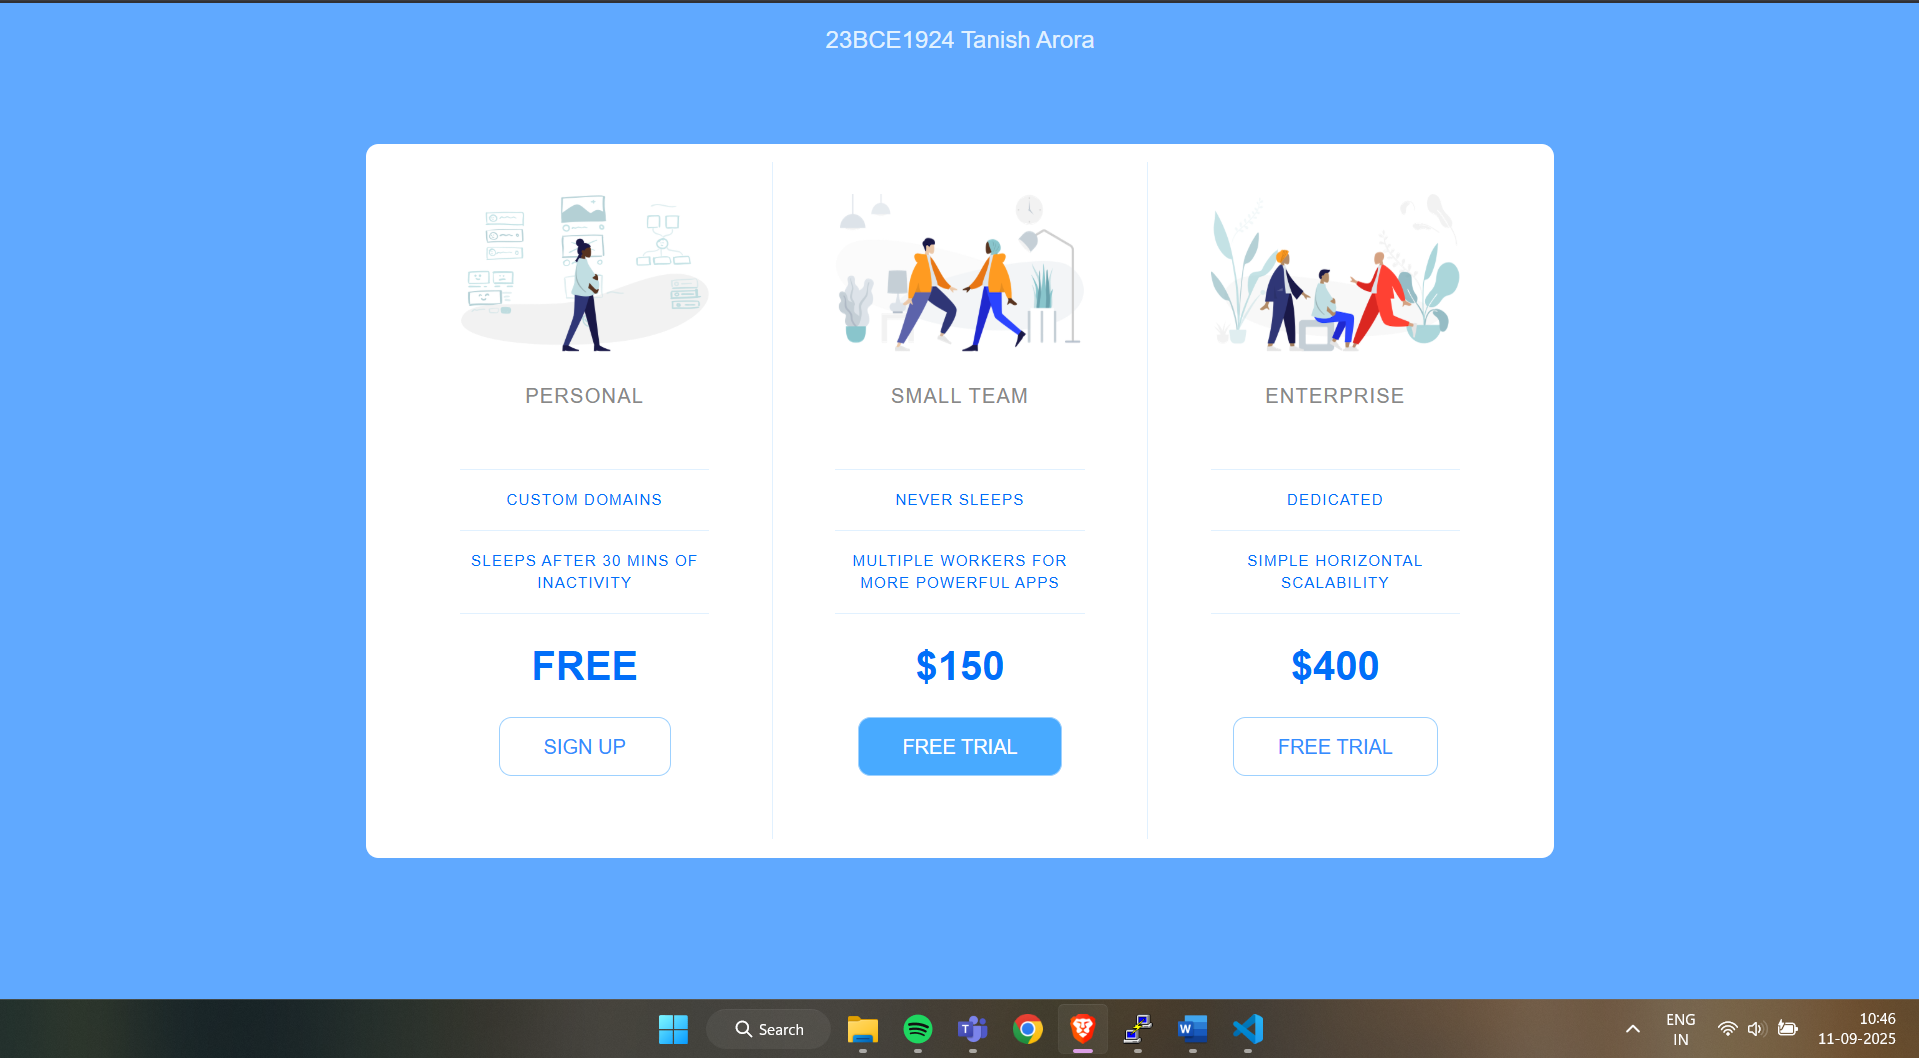 23BCE1924 Tanish Arora
PERSONAL
CUSTOM DOMAINS
SLEEPS AFTER 30 MINS OF
INACTIVITY
FREE
SIGN UP
SMALL TEAM
NEVER SLEEPS
MULTIPLE WORKERS FOR
MORE POWERFUL APPS
$150
FREE TRIAL
ENTERPRISE
DEDICATED
SIMPLE HORIZONTAL
SCALABILITY
$400
FREE TRIAL
Search
ENG
IN
10:46
11-09-2025